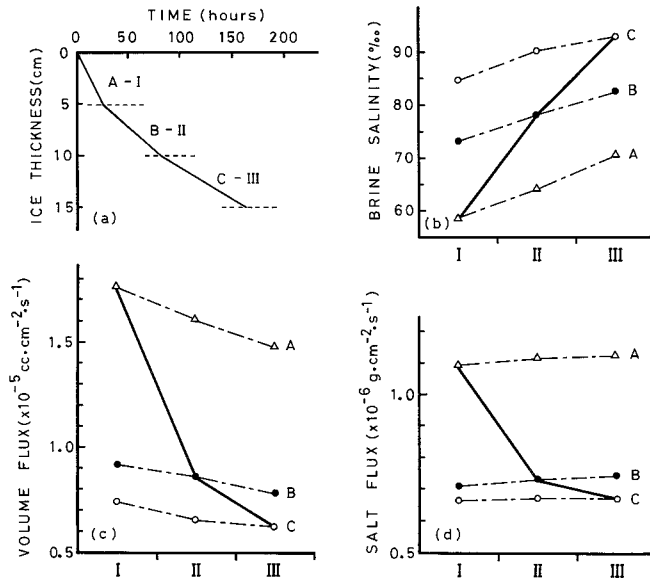 TIME (hours)
0 50 100 150 200
ICE THICKNESS (cm)
0
5
10
15
A – I
B – II
C – III
(a)
BRINE SALINITY (‰)
90
80
70
60
C
B
A
(b)
I II III
VOLUME FLUX (x10⁻⁵ cc·cm⁻²·s⁻¹)
1.5
1.0
0.5
A
B
C
(c)
I II III
SALT FLUX (x10⁻⁶ g·cm⁻²·s⁻¹)
1.0
0.5
A
B
C
(d)
I II III